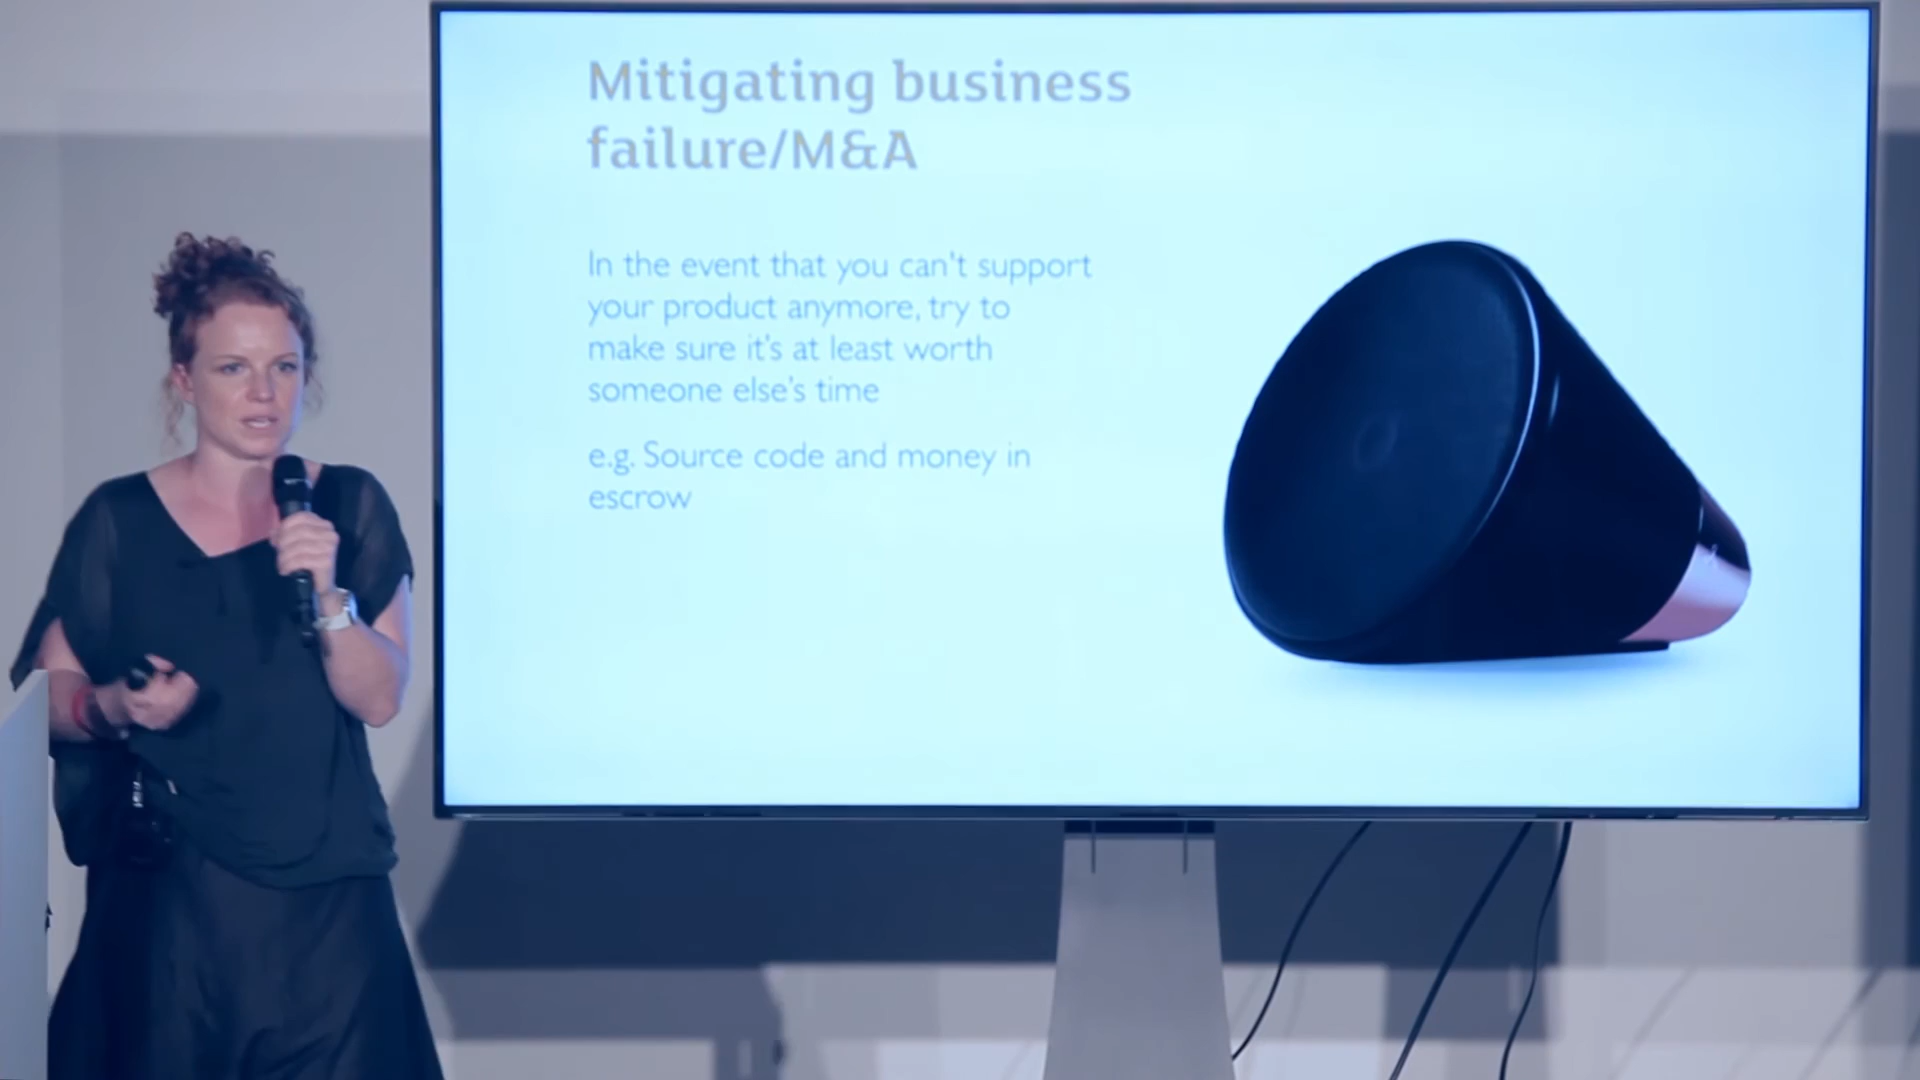 Mitigating business
failure/M&A
In the event that you can't support
your product anymore, try to
make sure it's at least worth
someone else's time
e.g. Source code and money in
escrow